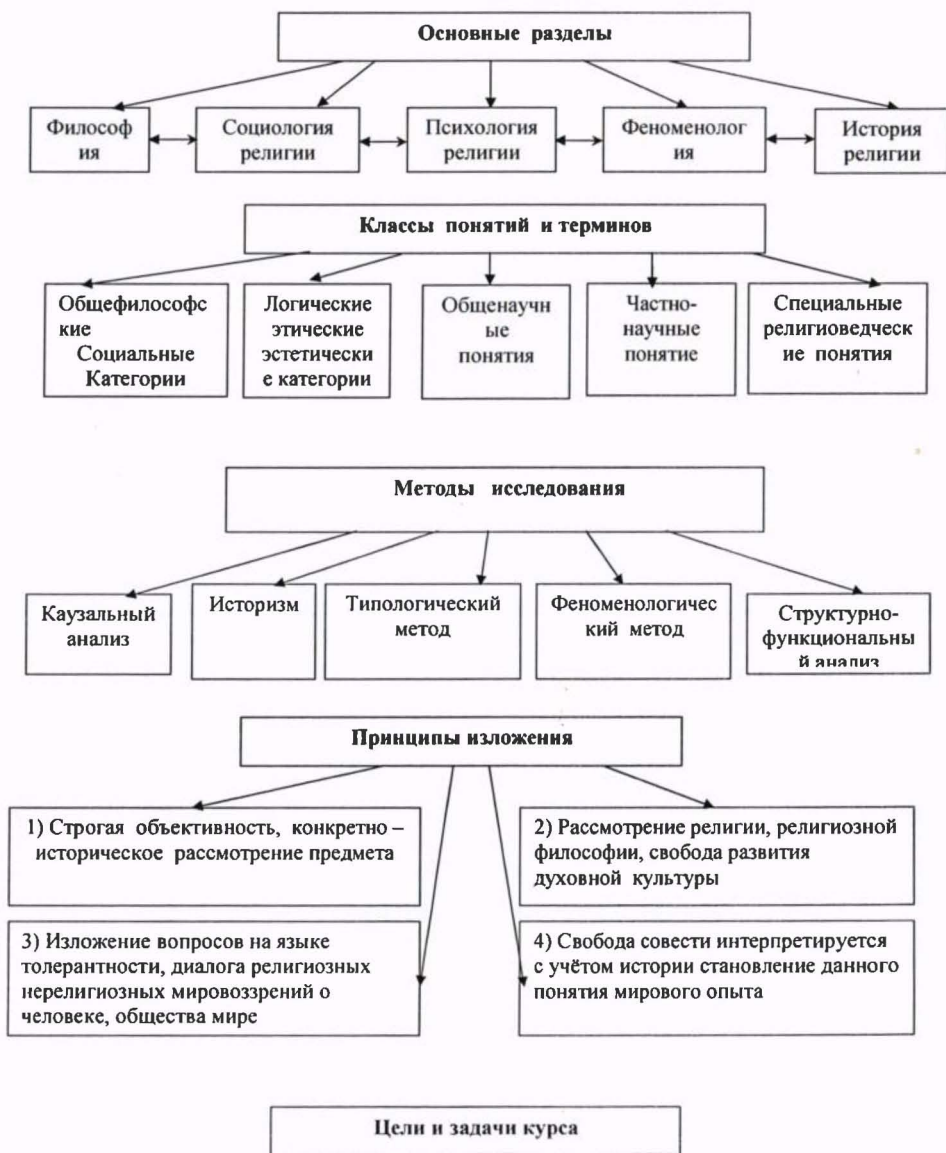 Основные разделы
Философ
ия
Социология
религии
Психология
религии
Феноменолог
ия
История
религии
Классы понятий и терминов
Общефилософс
кие
Социальные
Категории
Логические
этические
эстетически
е категории
Общенаучн
ые
понятия
Частно-
научные
понятие
Специальные
религиоведческ
ие понятия
Методы исследования
Каузальный
анализ
Историзм
Типологический
метод
Феноменологичес
кий метод
Структурно-
функциональны
й анализ
Принципы изложения
1) Строгая объективность, конкретно –
историческое рассмотрение предмета
2) Рассмотрение религии, религиозной
философии, свобода развития
духовной культуры
3) Изложение вопросов на языке
толерантности, диалога религиозных
нерелигиозных мировоззрений о
человеке, общества мире
4) Свобода совести интерпретируется
с учётом истории становление данного
понятия мирового опыта
Цели и задачи курса